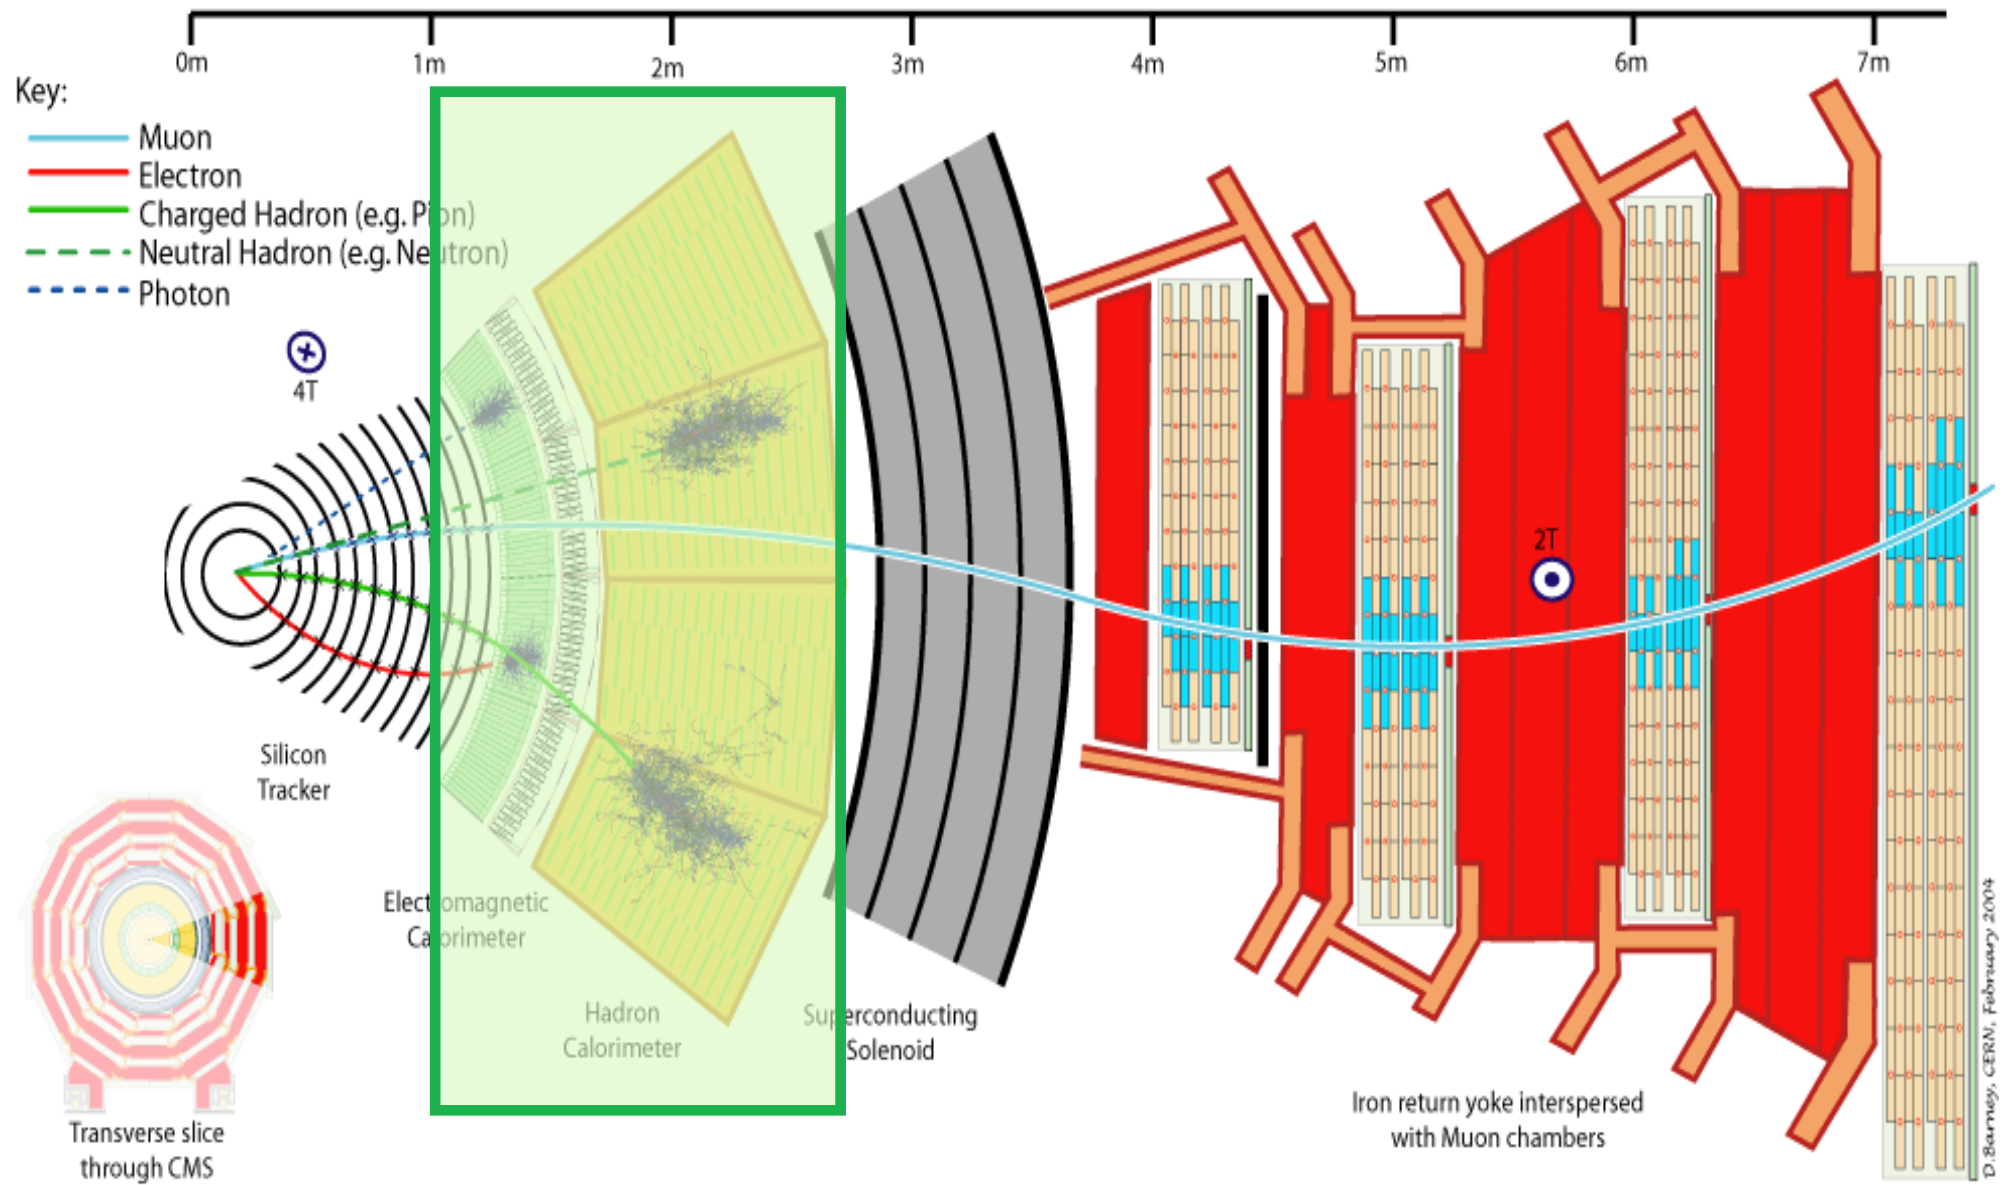 0m 1m 2m 3m 4m 5m 6m 7m
Key:
Muon
Electron
Charged Hadron (e.g. Pion)
Neutral Hadron (e.g. Neutron)
Photon
4T
2T
Silicon
Tracker
Electromagnetic
Calorimeter
Hadron
Calorimeter
Superconducting
Solenoid
Iron return yoke interspersed
with Muon chambers
Transverse slice
through CMS
D.Barney, CERN, February 2004